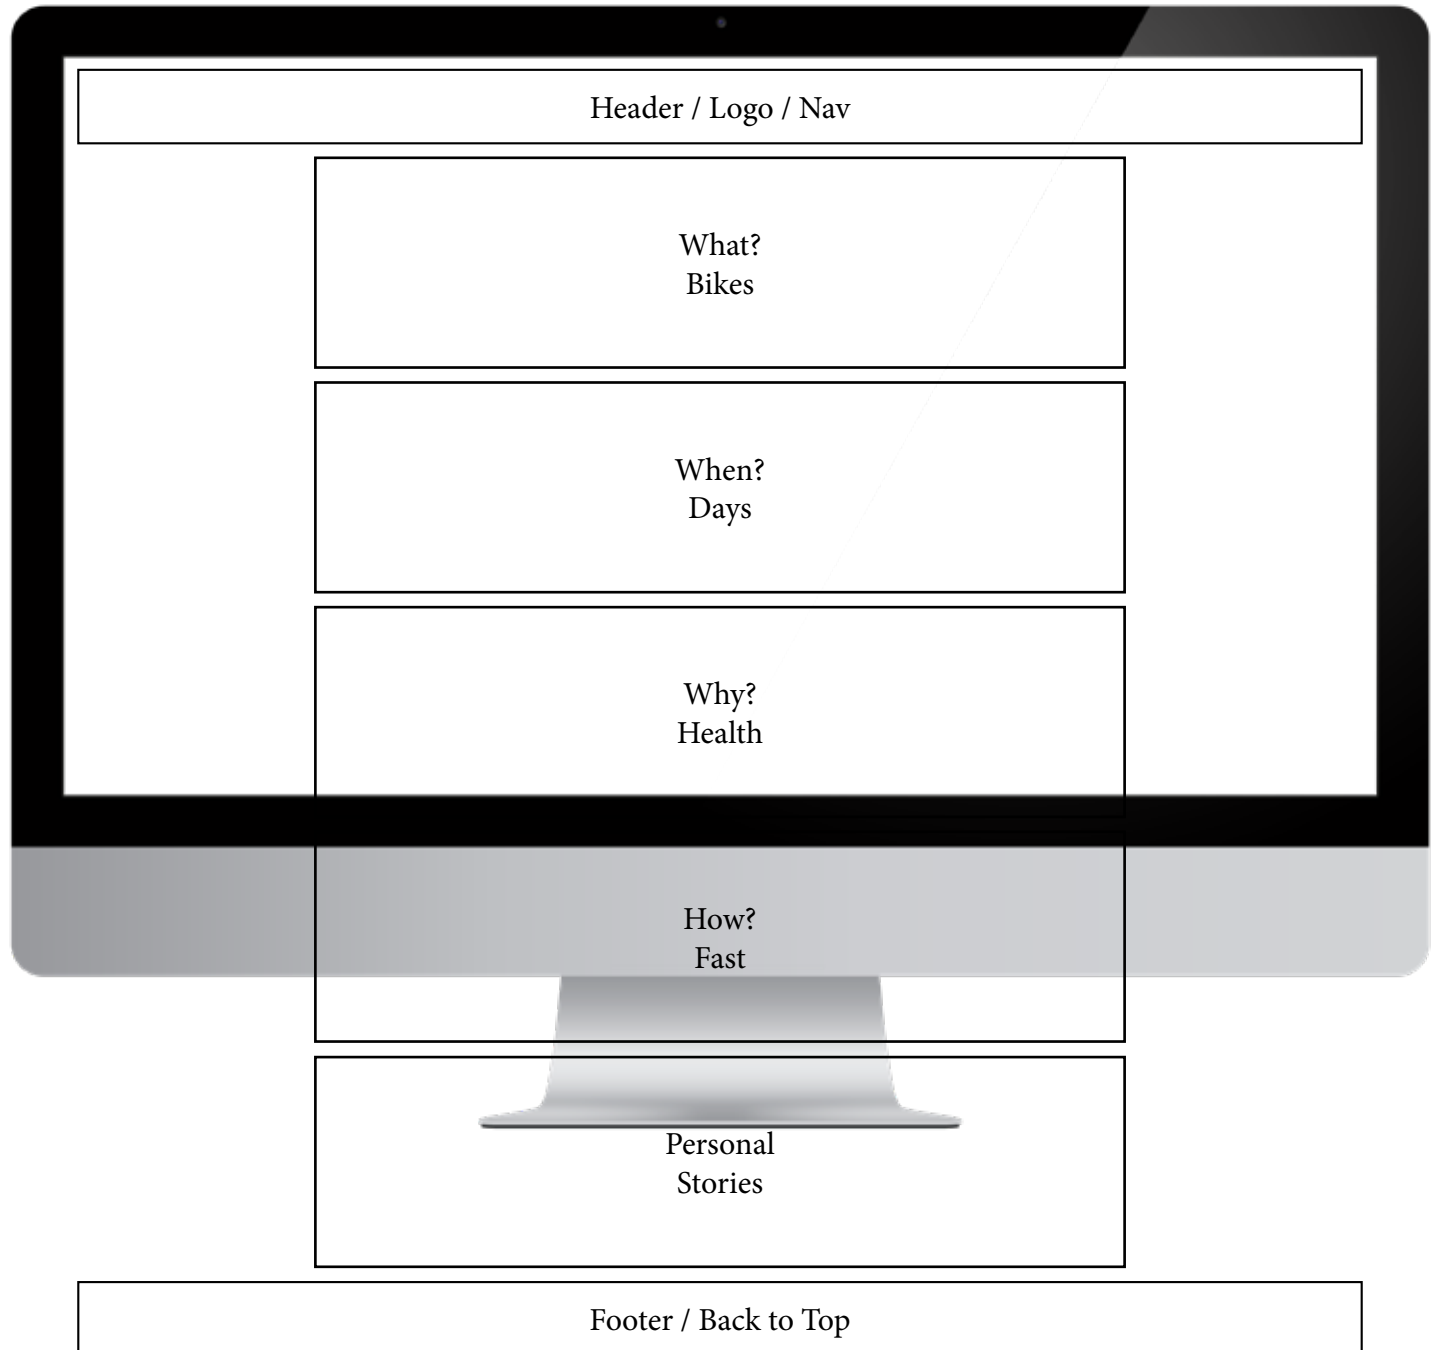 Header / Logo / Nav
What?
Bikes
When?
Days
Why?
Health
How?
Fast
Personal
Stories
Footer / Back to Top